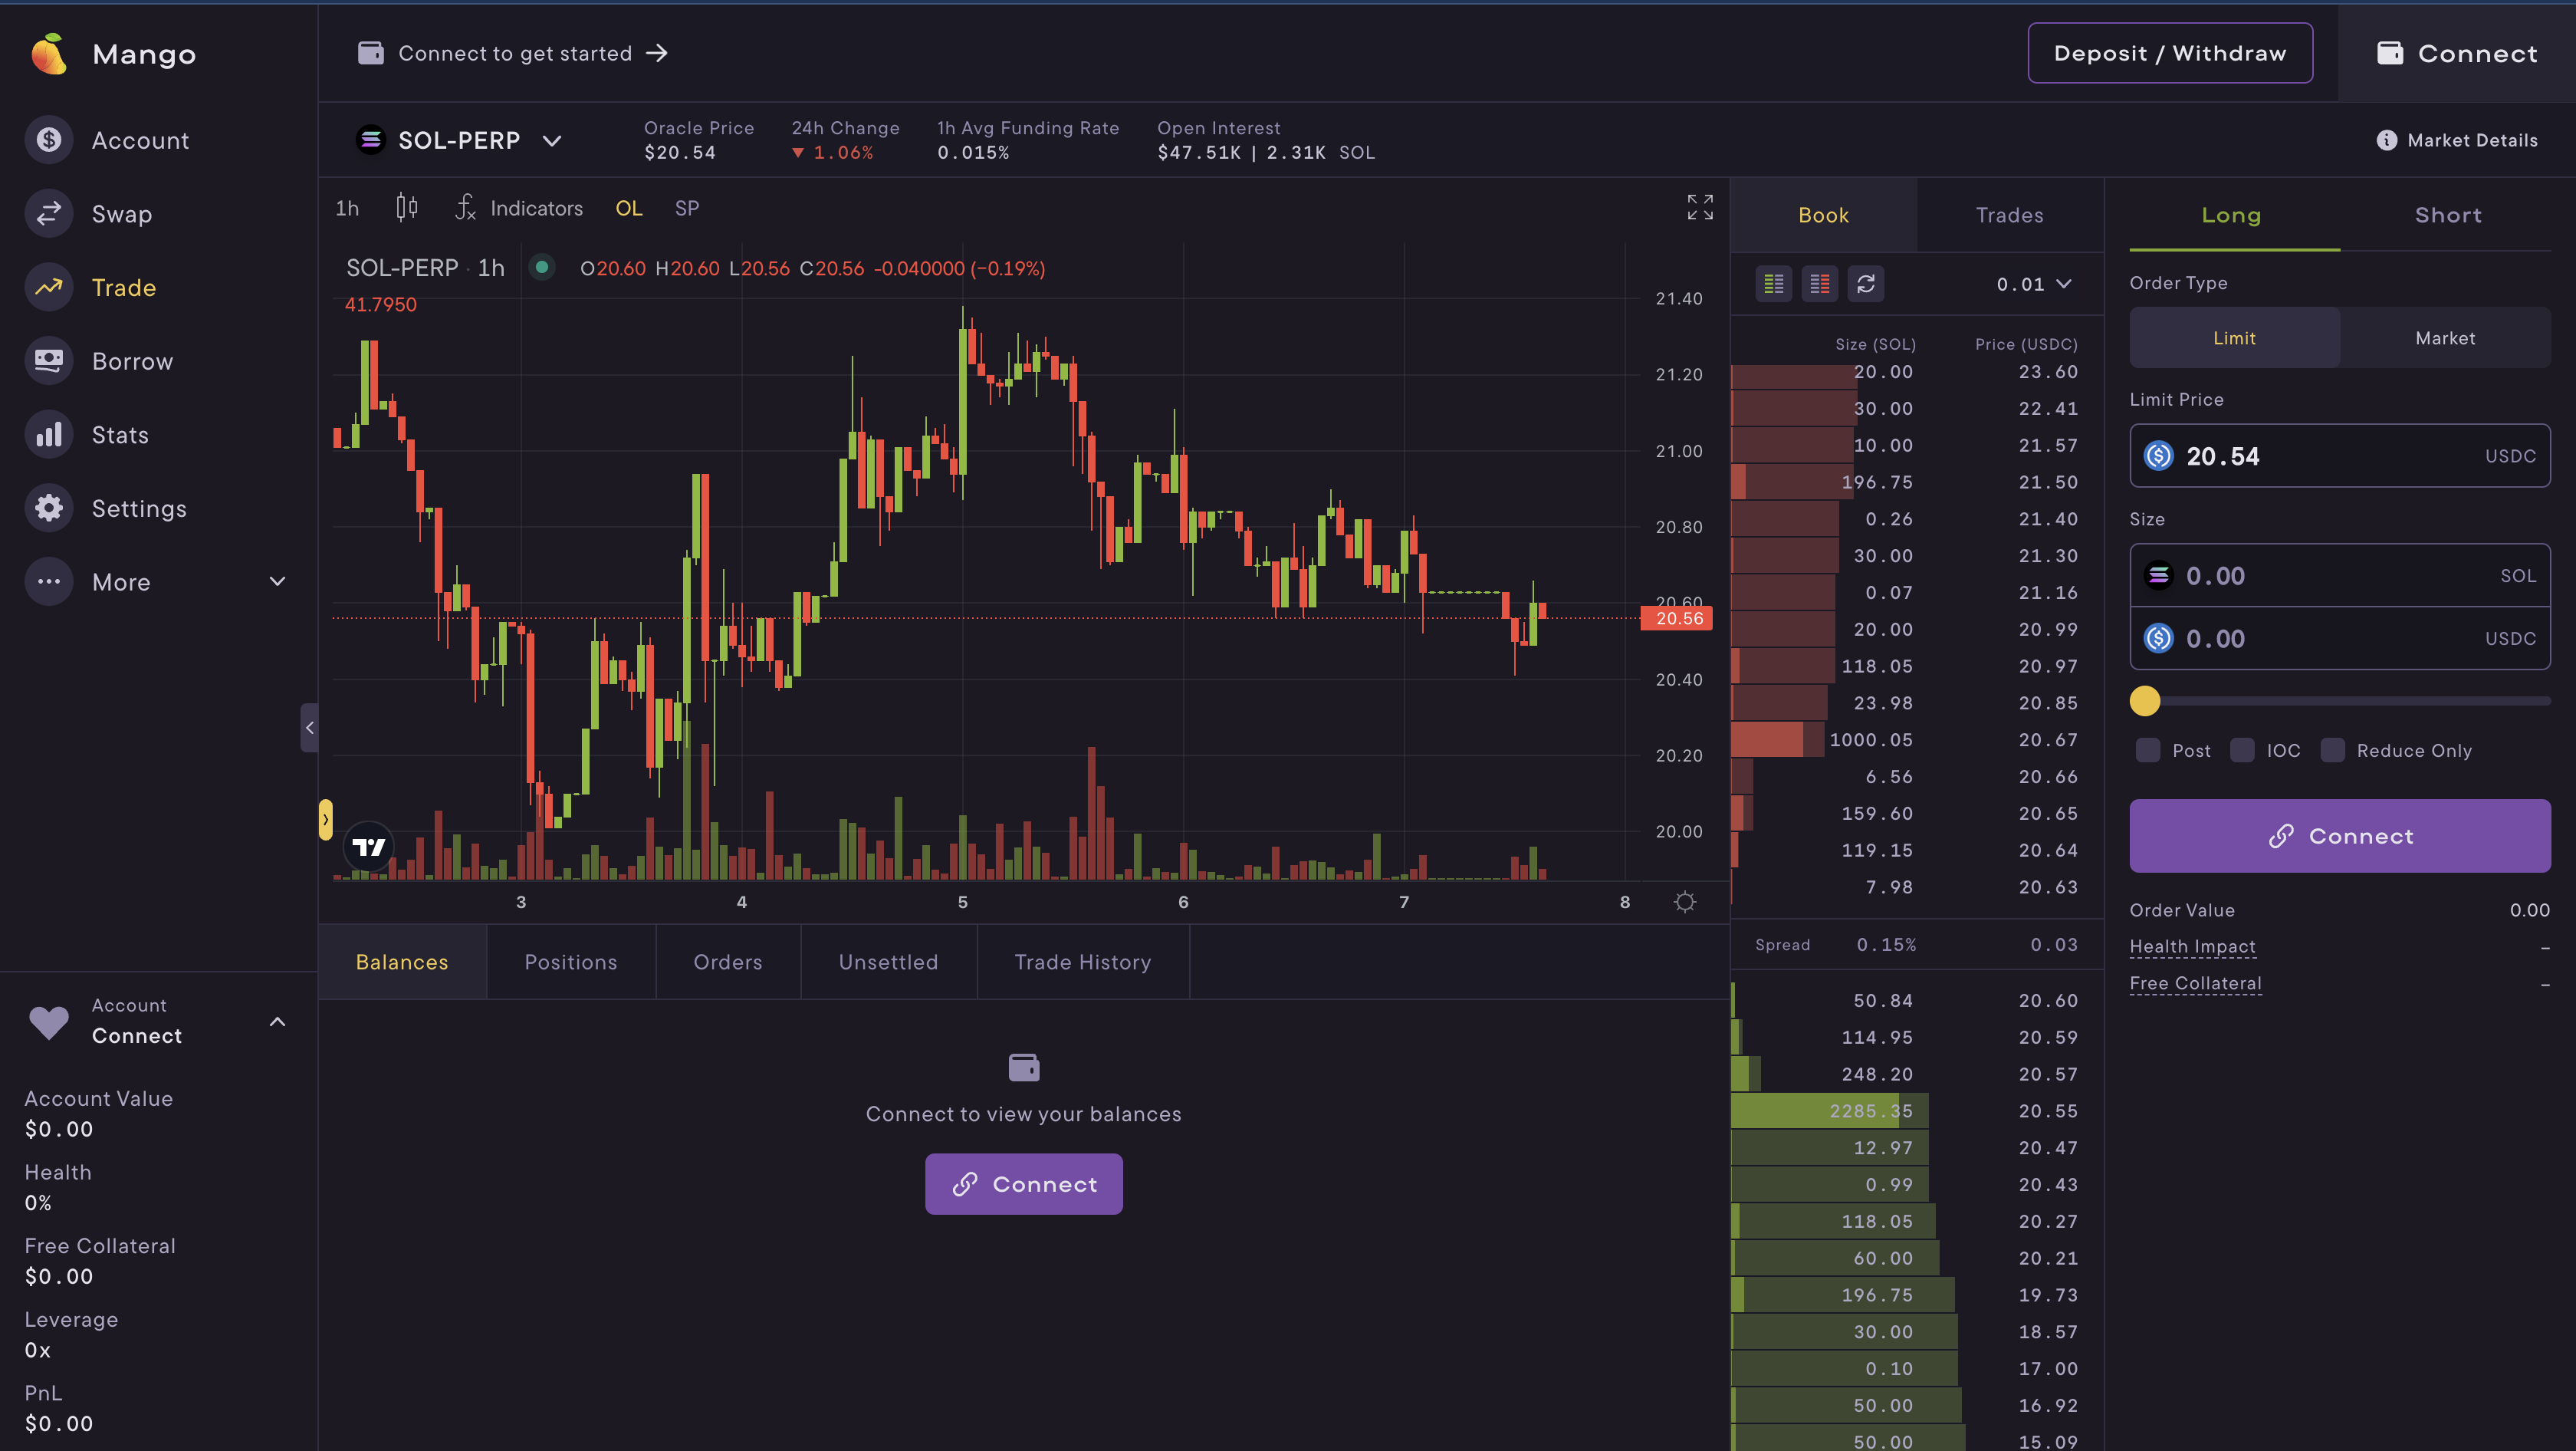 Mango
Account
Swap
Trade
Borrow
Stats
Settings
More
Account
Connect
Account Value
$0.00
Health
0%
Free Collateral
$0.00
Leverage
0x
PnL
$0.00
Connect to get started →
Deposit / Withdraw
Connect
SOL-PERP
Oracle Price
$20.54
24h Change
▼ 1.06%
1h Avg Funding Rate
0.015%
Open Interest
$47.51K | 2.31K SOL
Market Details
1h Indicators OL SP
SOL-PERP · 1h O20.60 H20.60 L20.56 C20.56 -0.040000 (−0.19%)
41.7950
21.40
21.20
21.00
20.80
20.60
20.56
20.40
20.20
20.00
3 4 5 6 7 8
Balances Positions Orders Unsettled Trade History
Connect to view your balances
Connect
Book Trades
0.01
Size (SOL) Price (USDC)
20.00 23.60
30.00 22.41
10.00 21.57
196.75 21.50
0.26 21.40
30.00 21.30
0.07 21.16
20.00 20.99
118.05 20.97
23.98 20.85
1000.05 20.67
6.56 20.66
159.60 20.65
119.15 20.64
7.98 20.63
Spread 0.15% 0.03
50.84 20.60
114.95 20.59
248.20 20.57
2285.35 20.55
12.97 20.47
0.99 20.43
118.05 20.27
60.00 20.21
196.75 19.73
30.00 18.57
0.10 17.00
50.00 16.92
50.00 15.09
Long Short
Order Type
Limit Market
Limit Price
20.54 USDC
Size
0.00 SOL
0.00 USDC
Post IOC Reduce Only
Connect
Order Value 0.00
Health Impact –
Free Collateral –